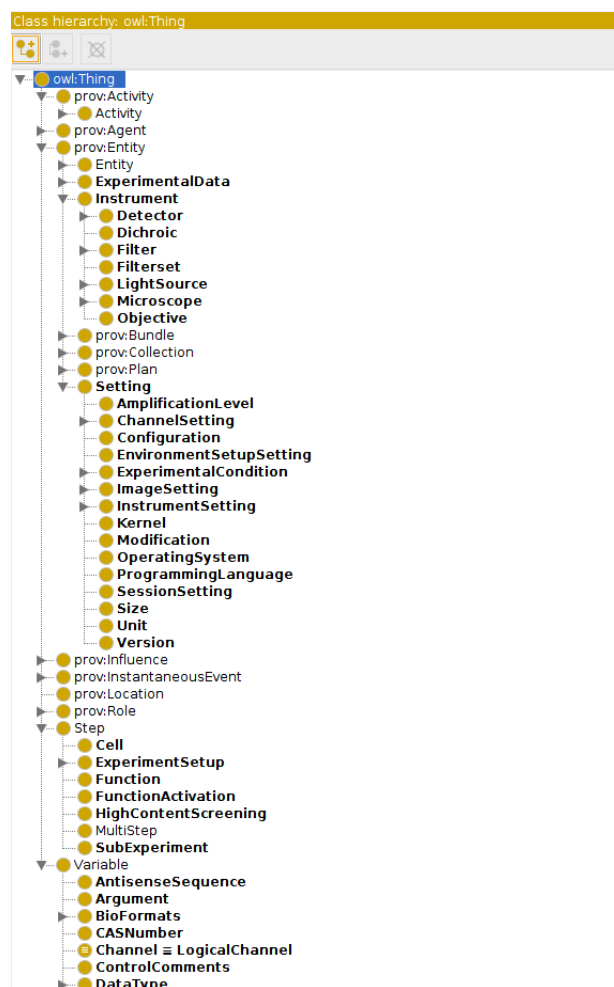 Class hierarchy: owl:Thing
owl:Thing
prov:Activity
Activity
prov:Agent
prov:Entity
Entity
ExperimentalData
Instrument
Detector
Dichroic
Filter
Filterset
LightSource
Microscope
Objective
prov:Bundle
prov:Collection
prov:Plan
Setting
AmplificationLevel
ChannelSetting
Configuration
EnvironmentSetupSetting
ExperimentalCondition
ImageSetting
InstrumentSetting
Kernel
Modification
OperatingSystem
ProgrammingLanguage
SessionSetting
Size
Unit
Version
prov:Influence
prov:InstantaneousEvent
prov:Location
prov:Role
Step
Cell
ExperimentSetup
Function
FunctionActivation
HighContentScreening
MultiStep
SubExperiment
Variable
AntisenseSequence
Argument
BioFormats
CASNumber
Channel ≡ LogicalChannel
ControlComments
DataType